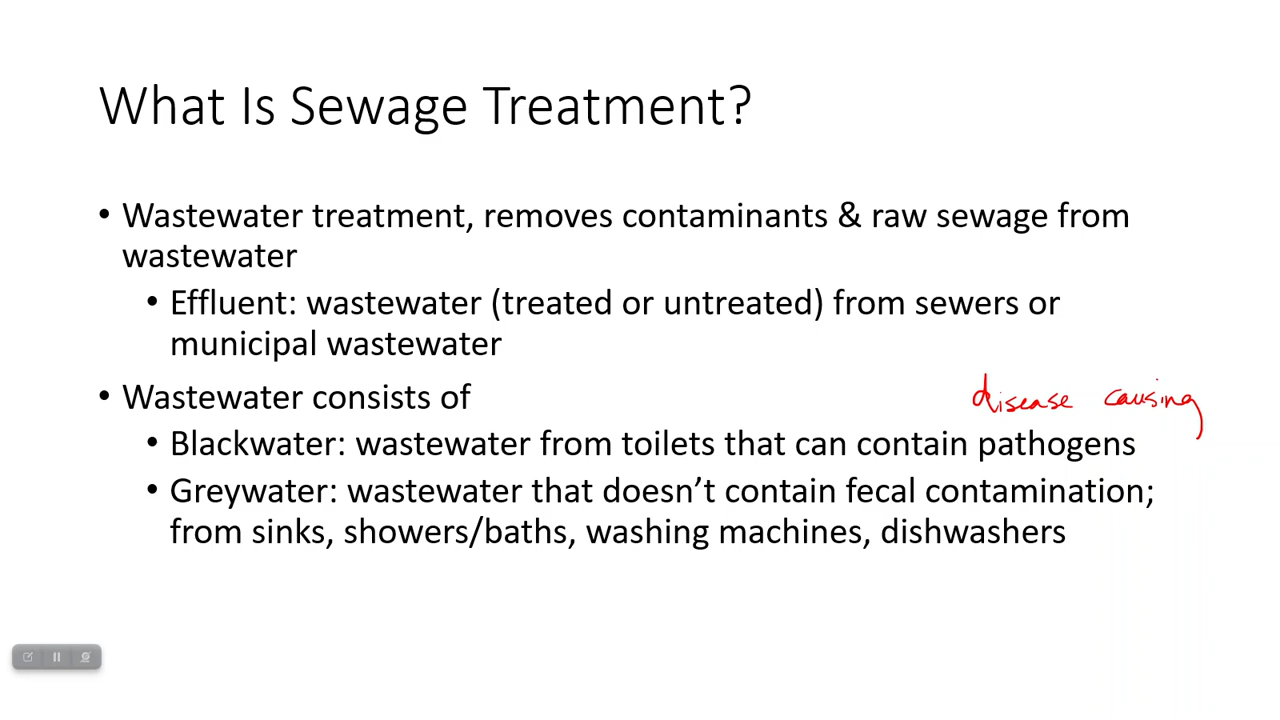 What Is Sewage Treatment?
• Wastewater treatment, removes contaminants & raw sewage from
wastewater
• Effluent: wastewater (treated or untreated) from sewers or
municipal wastewater
• Wastewater consists of
disease causing
• Blackwater: wastewater from toilets that can contain pathogens
• Greywater: wastewater that doesn’t contain fecal contamination;
from sinks, showers/baths, washing machines, dishwashers